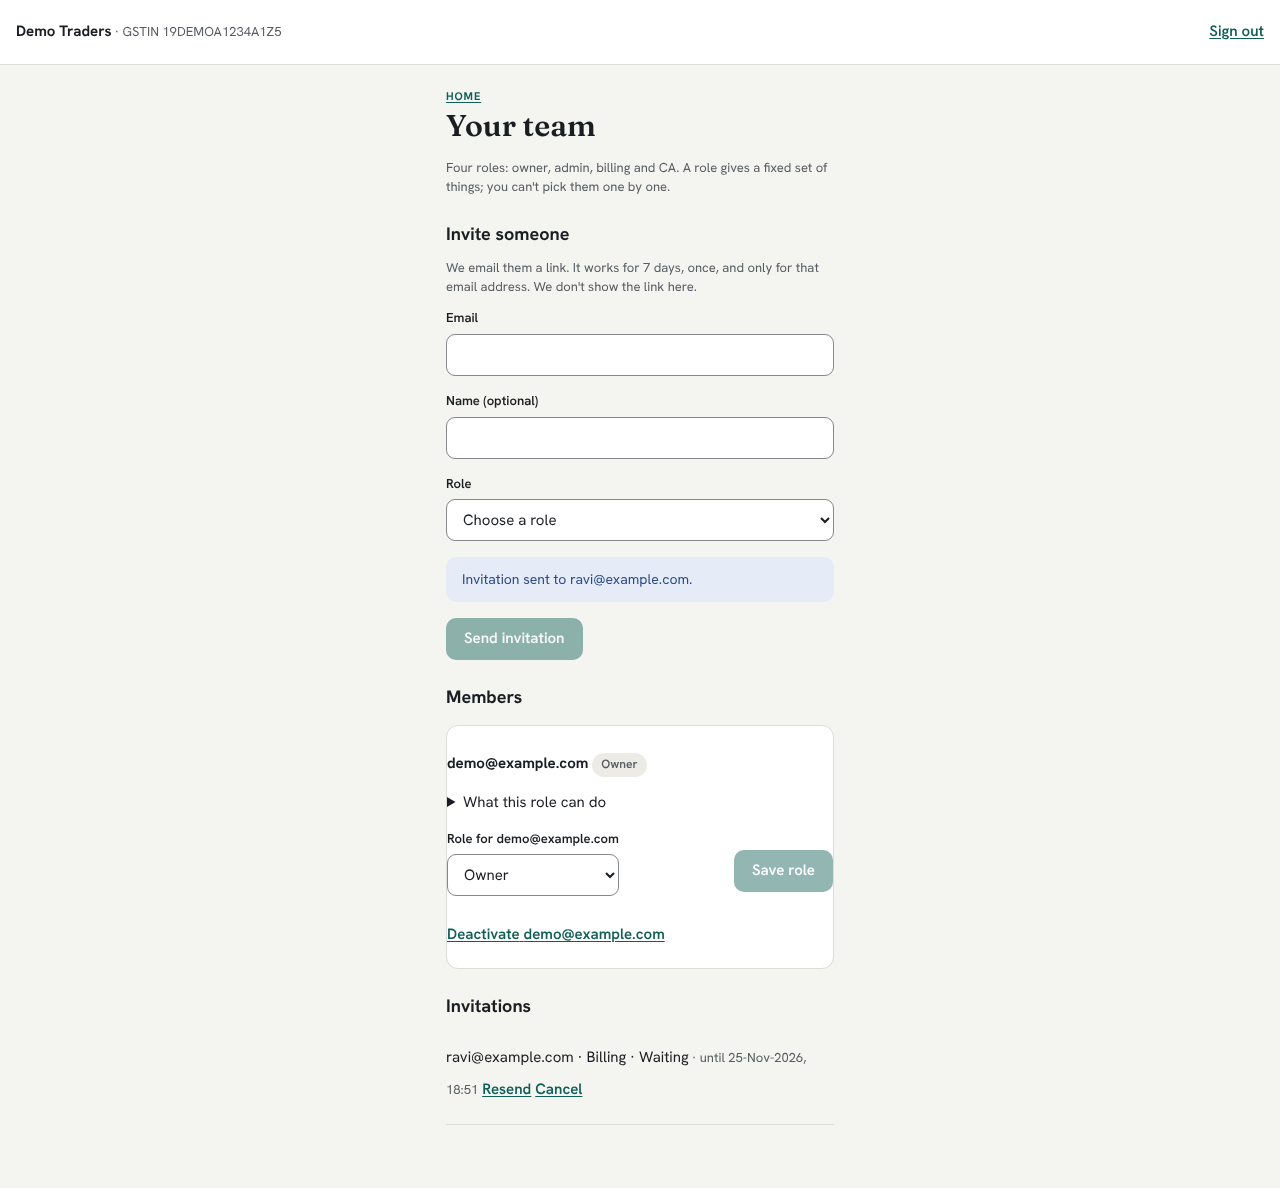 Demo Traders · GSTIN 19DEMOA1234A1Z5
Sign out
HOME
Your team
Four roles: owner, admin, billing and CA. A role gives a fixed set of
things; you can't pick them one by one.
Invite someone
We email them a link. It works for 7 days, once, and only for that
email address. We don't show the link here.
Email
Name (optional)
Role
Choose a role
Invitation sent to ravi@example.com.
Send invitation
Members
demo@example.com Owner
What this role can do
Role for demo@example.com
Owner
Save role
Deactivate demo@example.com
Invitations
ravi@example.com · Billing · Waiting · until 25-Nov-2026,
18:51 Resend Cancel